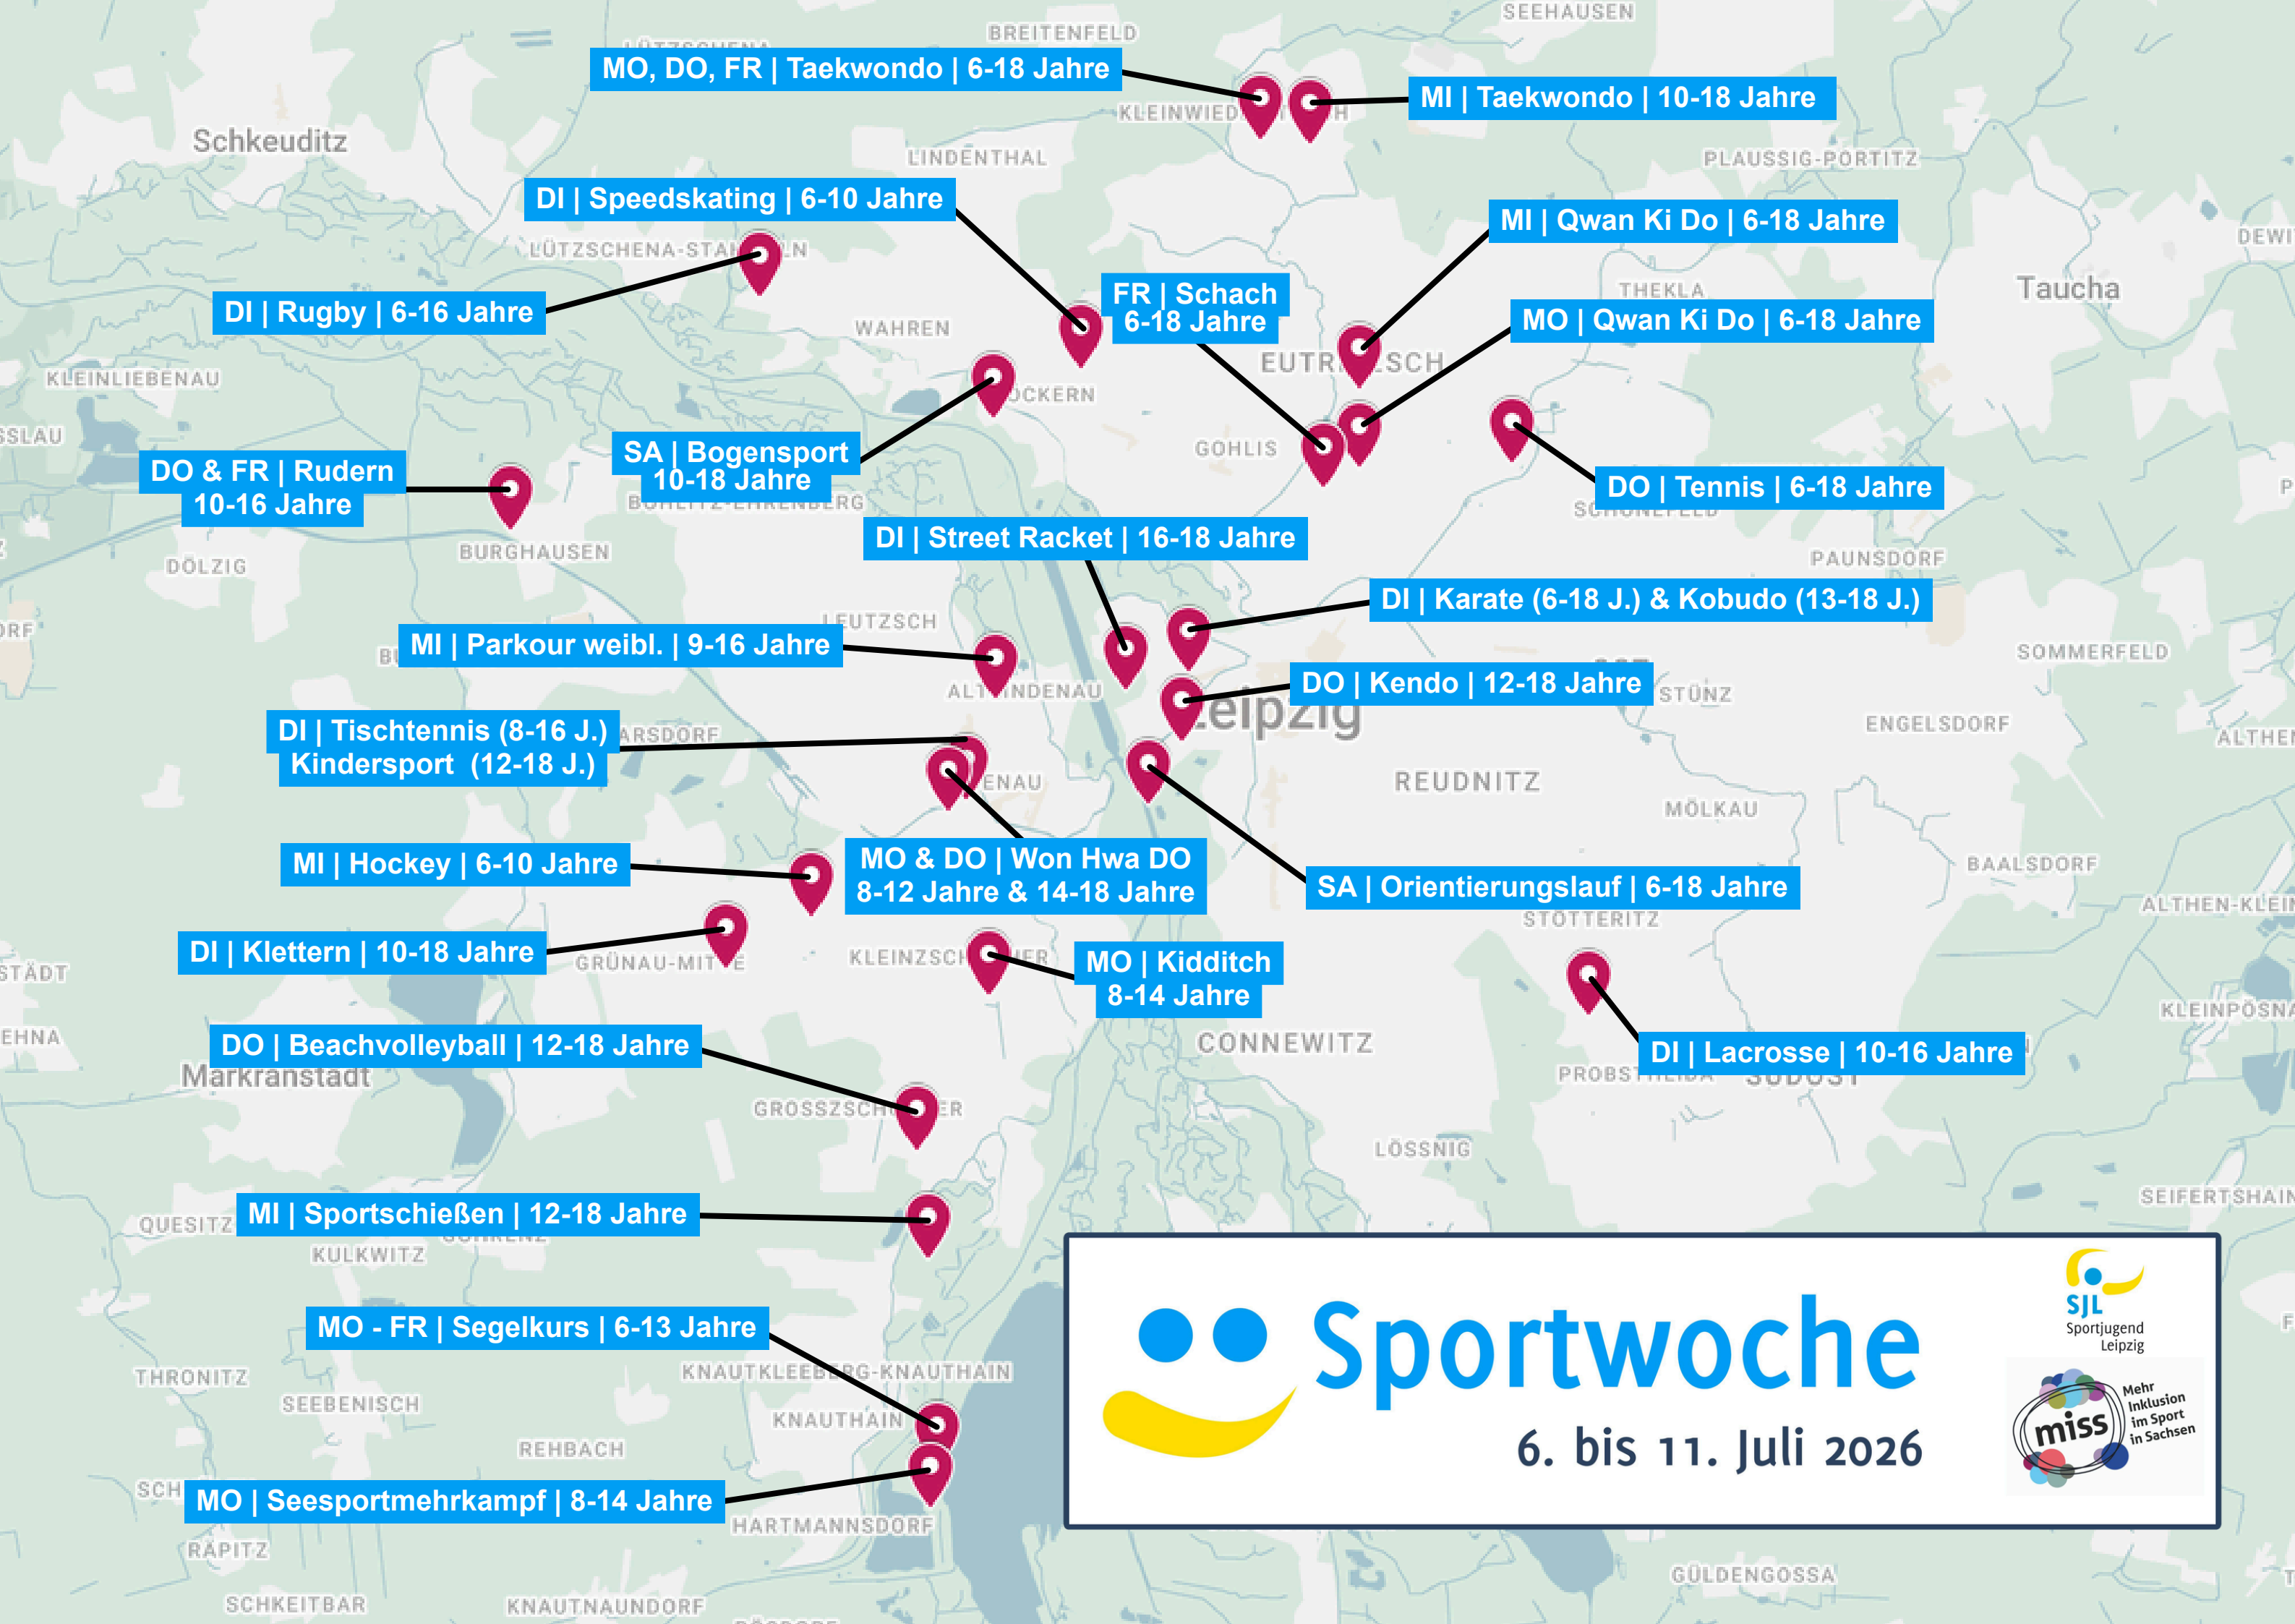 SEEHAUSEN
BREITENFELD
MO, DO, FR | Taekwondo | 6-18 Jahre
MI | Taekwondo | 10-18 Jahre
Schkeuditz
LINDENTHAL
PLAUSSIG-PORTITZ
DI | Speedskating | 6-10 Jahre
MI | Qwan Ki Do | 6-18 Jahre
THEKLA
Taucha
DI | Rugby | 6-16 Jahre
FR | Schach
6-18 Jahre
MO | Qwan Ki Do | 6-18 Jahre
WAHREN
KLEINLIEBENAU
GOHLIS
SA | Bogensport
10-18 Jahre
DO & FR | Rudern
10-16 Jahre
DO | Tennis | 6-18 Jahre
BURGHAUSEN
DÖLZIG
DI | Street Racket | 16-18 Jahre
PAUNSDORF
DI | Karate (6-18 J.) & Kobudo (13-18 J.)
MI | Parkour weibl. | 9-16 Jahre
SOMMERFELD
DO | Kendo | 12-18 Jahre
STÜNZ
Leipzig
ENGELSDORF
DI | Tischtennis (8-16 J.)
Kindersport (12-18 J.)
REUDNITZ
MÖLKAU
MI | Hockey | 6-10 Jahre
MO & DO | Won Hwa DO
8-12 Jahre & 14-18 Jahre
BAALSDORF
SA | Orientierungslauf | 6-18 Jahre
STÖTTERITZ
DI | Klettern | 10-18 Jahre
GRÜNAU-MITTE
MO | Kidditch
8-14 Jahre
DO | Beachvolleyball | 12-18 Jahre
CONNEWITZ
DI | Lacrosse | 10-16 Jahre
Markranstädt
LÖSSNIG
MI | Sportschießen | 12-18 Jahre
QUESITZ
KULKWITZ
MO - FR | Segelkurs | 6-13 Jahre
KNAUTKLEEBERG-KNAUTHAIN
THRONITZ
SEEBENISCH
KNAUTHAIN
REHBACH
MO | Seesportmehrkampf | 8-14 Jahre
HARTMANNSDORF
RÄPITZ
SCHKEITBAR
KNAUTNAUNDORF
GÜLDENGOSSA
Sportwoche
6. bis 11. Juli 2026
SJL
Sportjugend
Leipzig
miss
Mehr
Inklusion
im Sport
in Sachsen